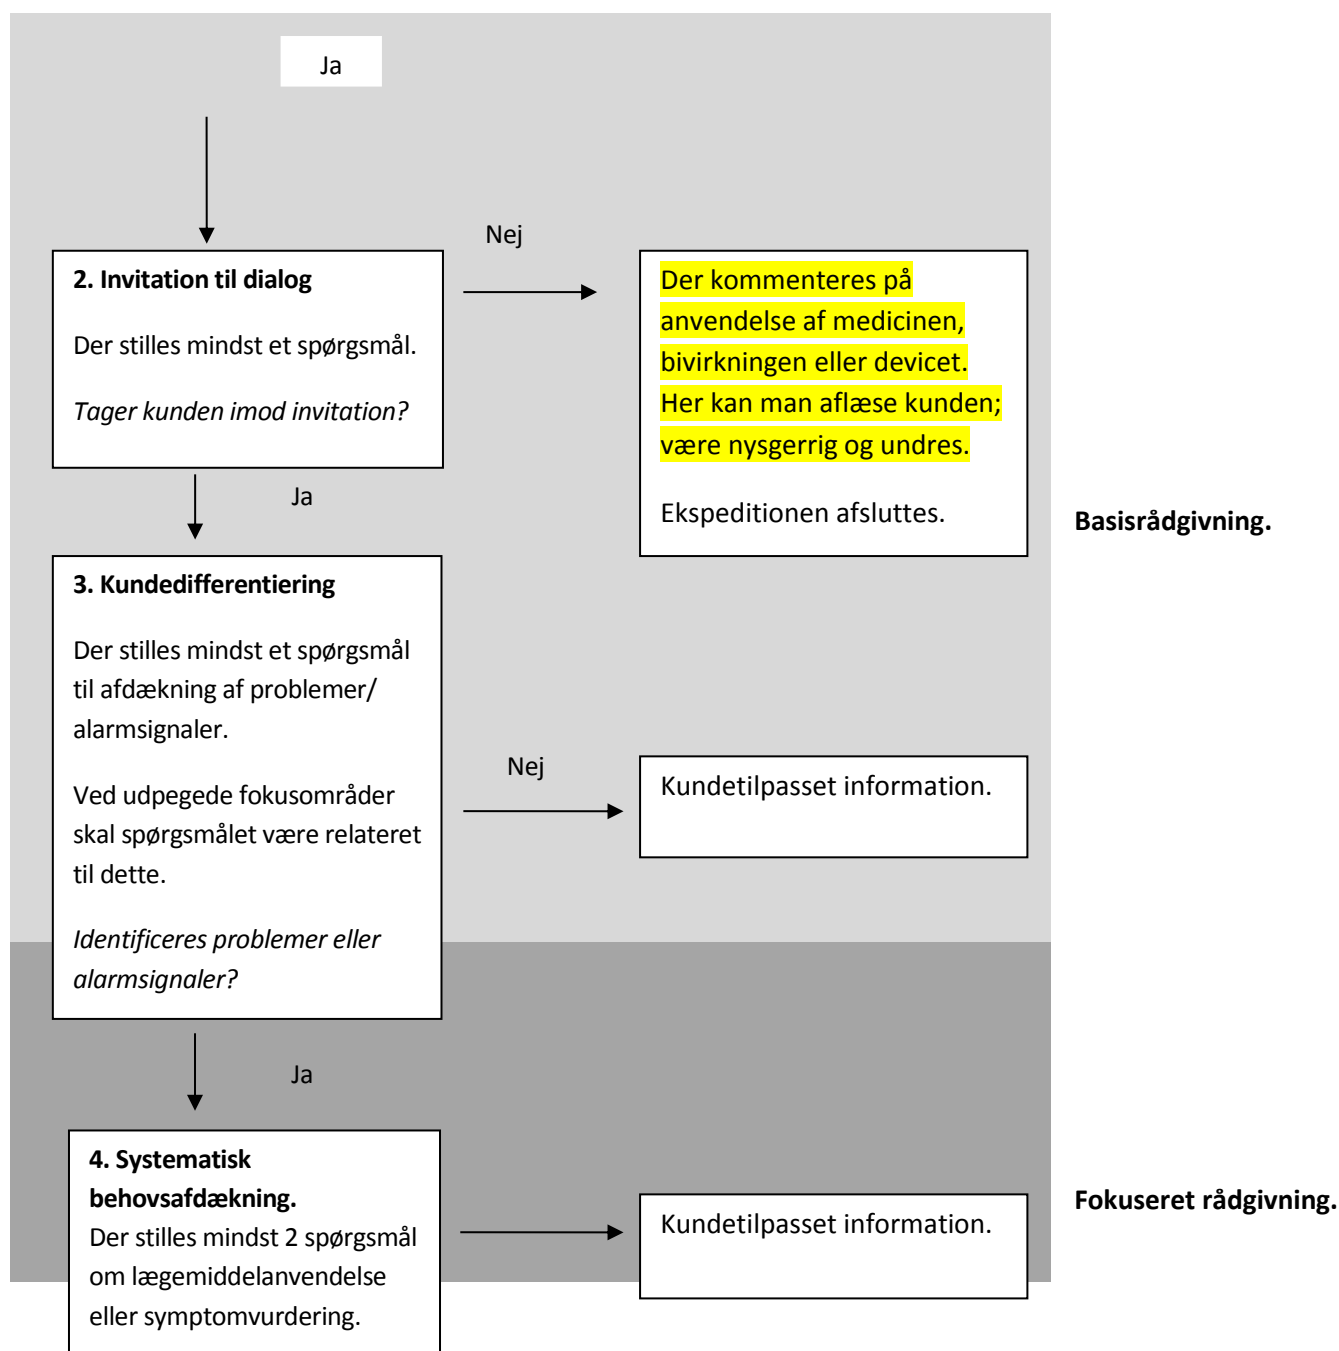 Ja
Nej
2. Invitation til dialog
Der stilles mindst et spørgsmål.
Tager kunden imod invitation?
Der kommenteres på
anvendelse af medicinen,
bivirkningen eller devicet.
Her kan man aflæse kunden;
være nysgerrig og undres.
Ekspeditionen afsluttes.
Ja
Basisrådgivning.
3. Kundedifferentiering
Der stilles mindst et spørgsmål
til afdækning af problemer/
alarmsignaler.
Ved udpegede fokusområder
skal spørgsmålet være relateret
til dette.
Identificeres problemer eller
alarmsignaler?
Nej
Kundetilpasset information.
Ja
4. Systematisk
behovsafdækning.
Der stilles mindst 2 spørgsmål
om lægemiddelanvendelse
eller symptomvurdering.
Kundetilpasset information.
Fokuseret rådgivning.